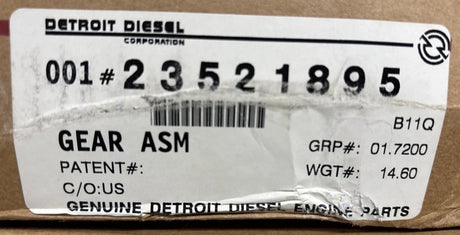 DETROIT DIESEL
CORPORATION
001# 23521895
B11Q
GEAR ASM GRP#: 01.7200
PATENT#: WGT#: 14.60
C/O:US
GENUINE DETROIT DIESEL ENGINE PARTS